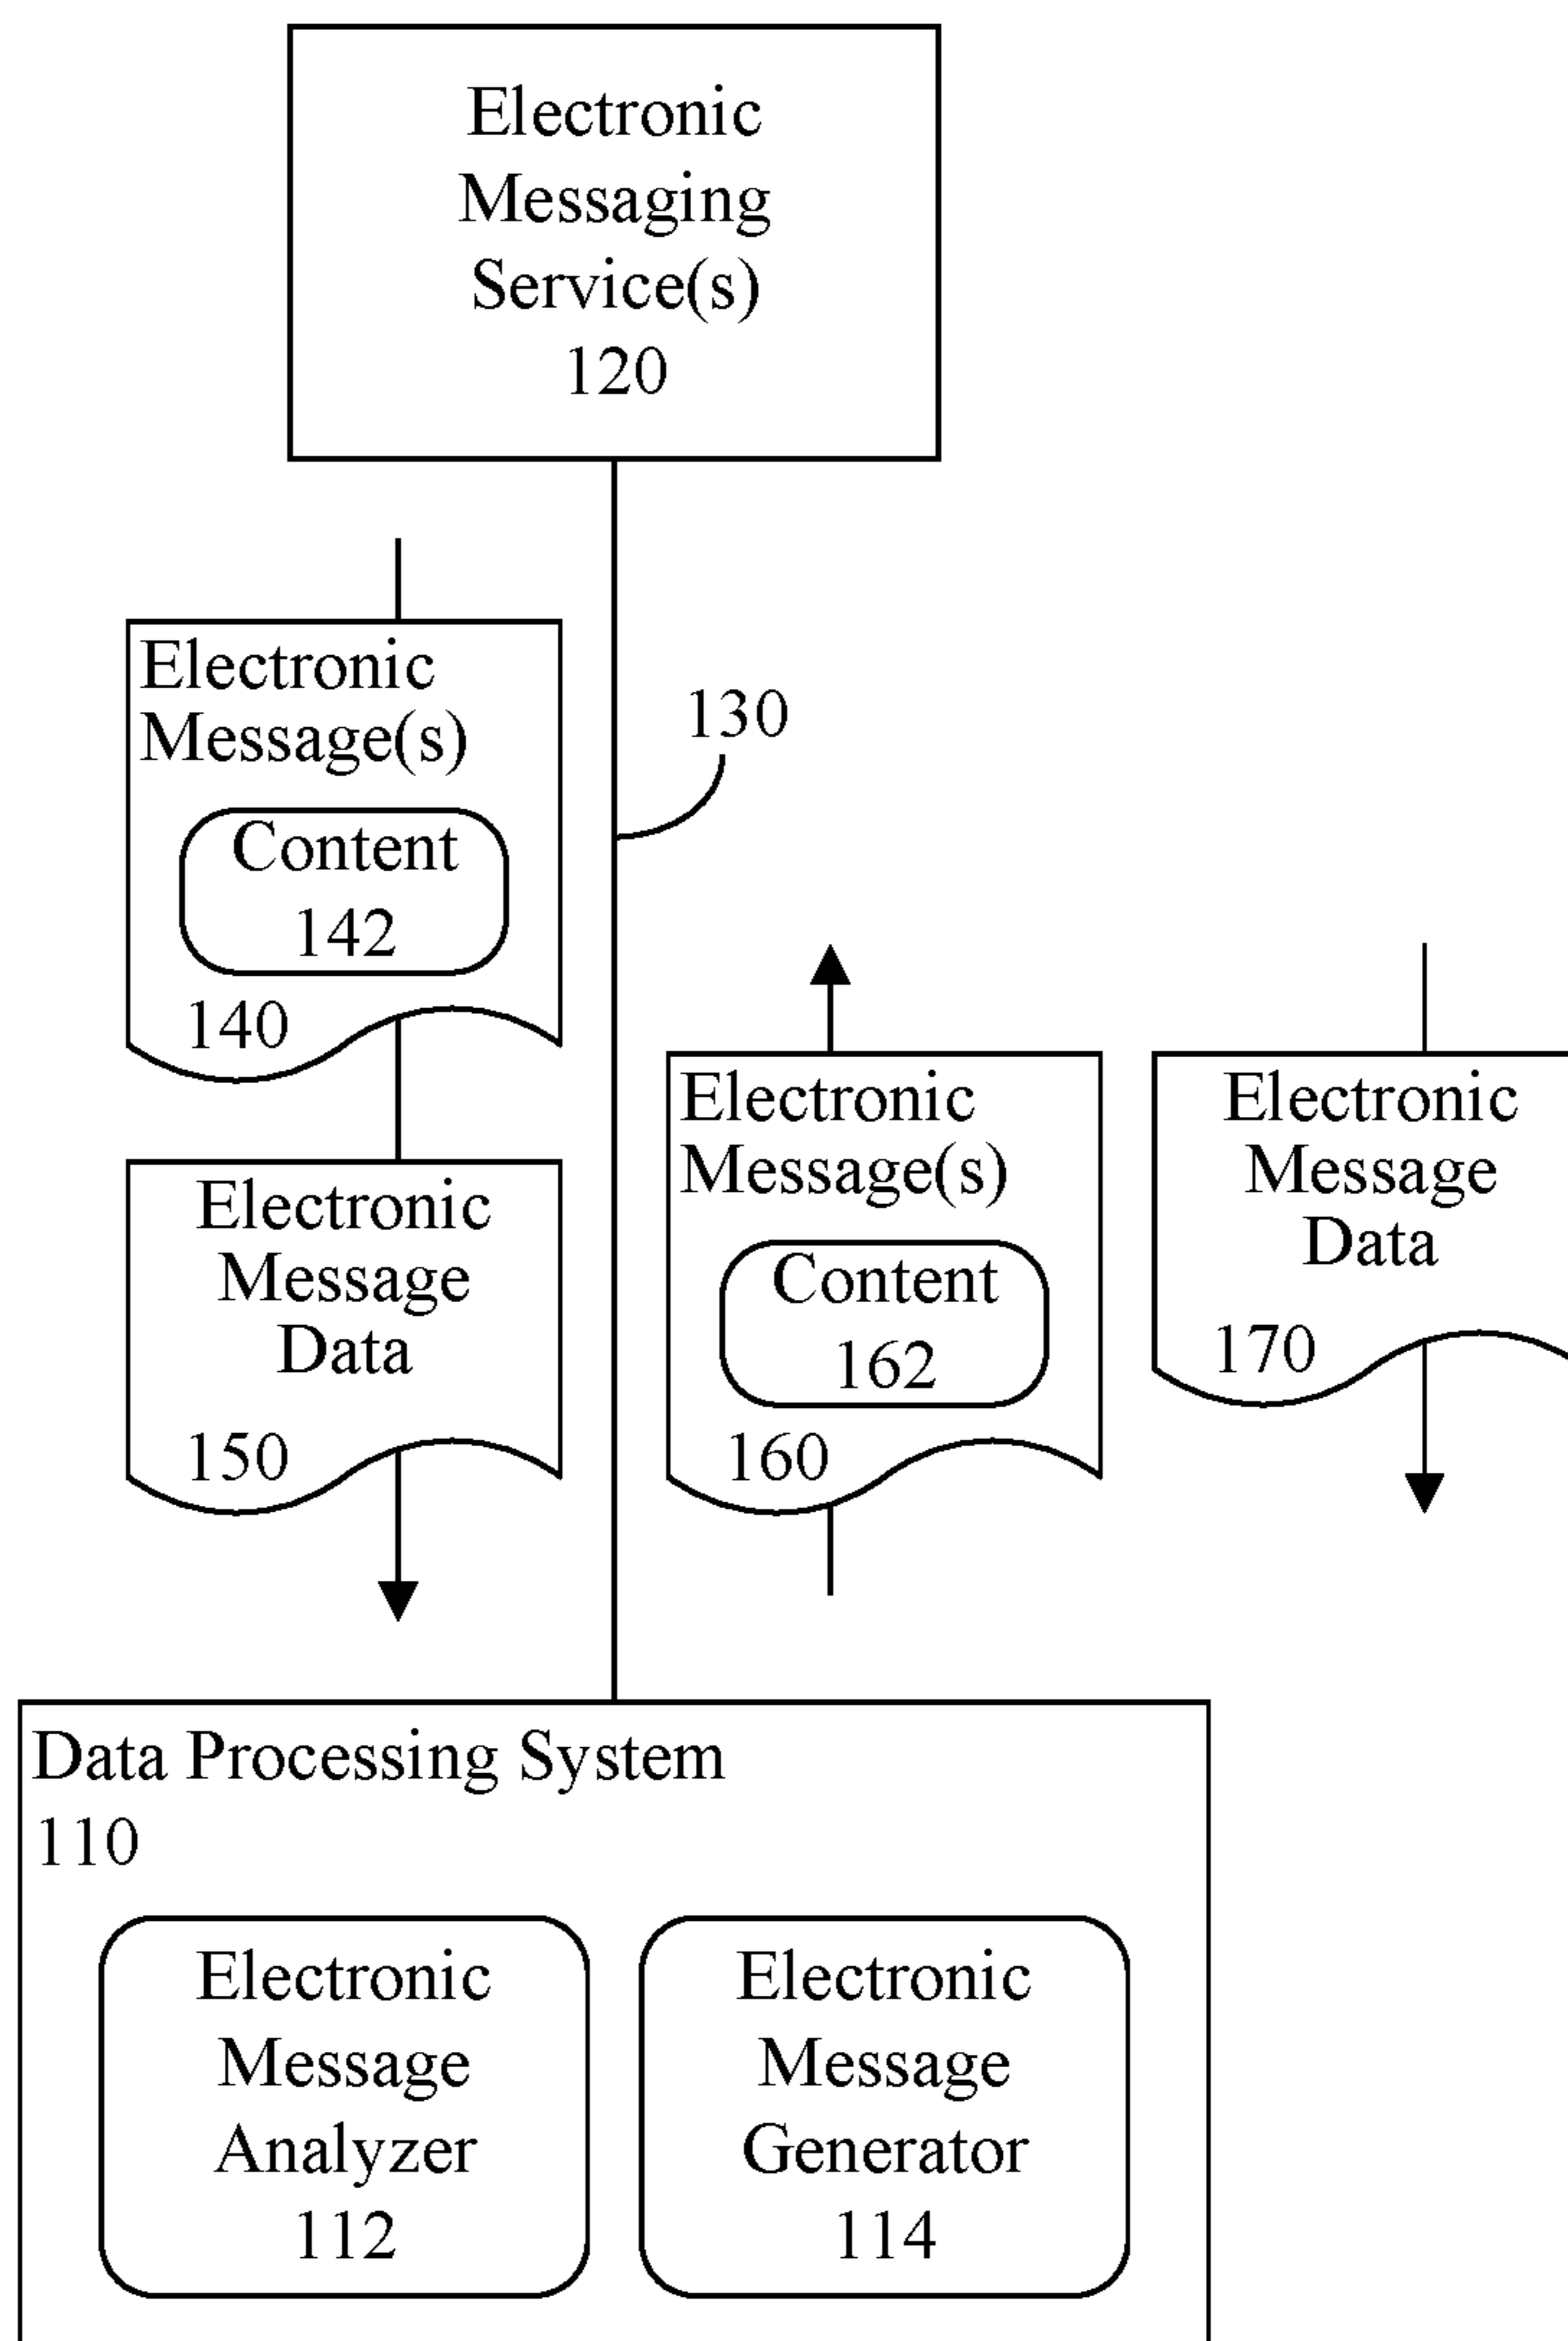 Electronic
Messaging
Service(s)
120
Electronic
Message(s)
Content
142
140
130
Electronic
Message
Data
150
Electronic
Message(s)
Content
162
160
Electronic
Message
Data
170
Data Processing System
110
Electronic
Message
Analyzer
112
Electronic
Message
Generator
114